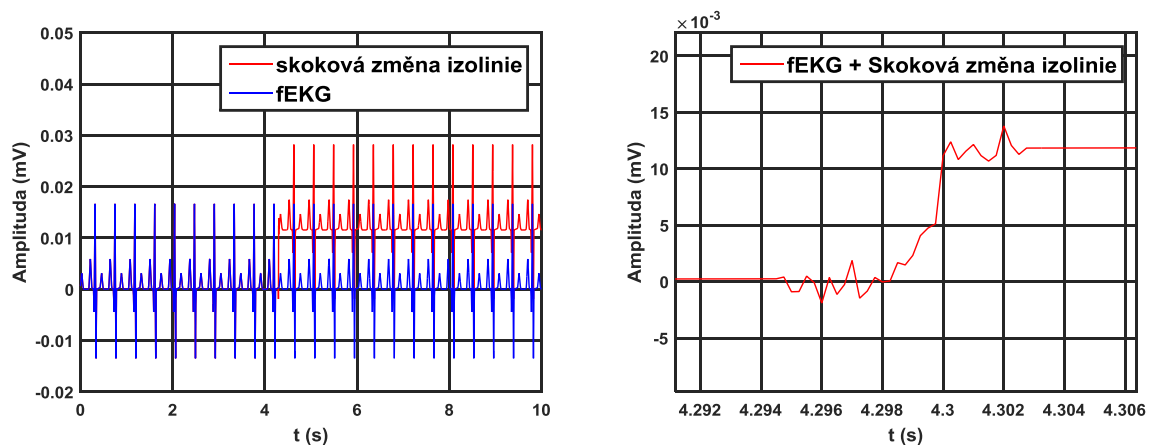 0.05
0.04
0.03
0.02
0.01
0
-0.01
-0.02
Amplituda (mV)
skoková změna izolinie
fEKG
0 2 4 6 8 10
t (s)
×10⁻³
20
15
10
5
0
-5
Amplituda (mV)
fEKG + Skoková změna izolinie
4.292 4.294 4.296 4.298 4.3 4.302 4.304 4.306
t (s)